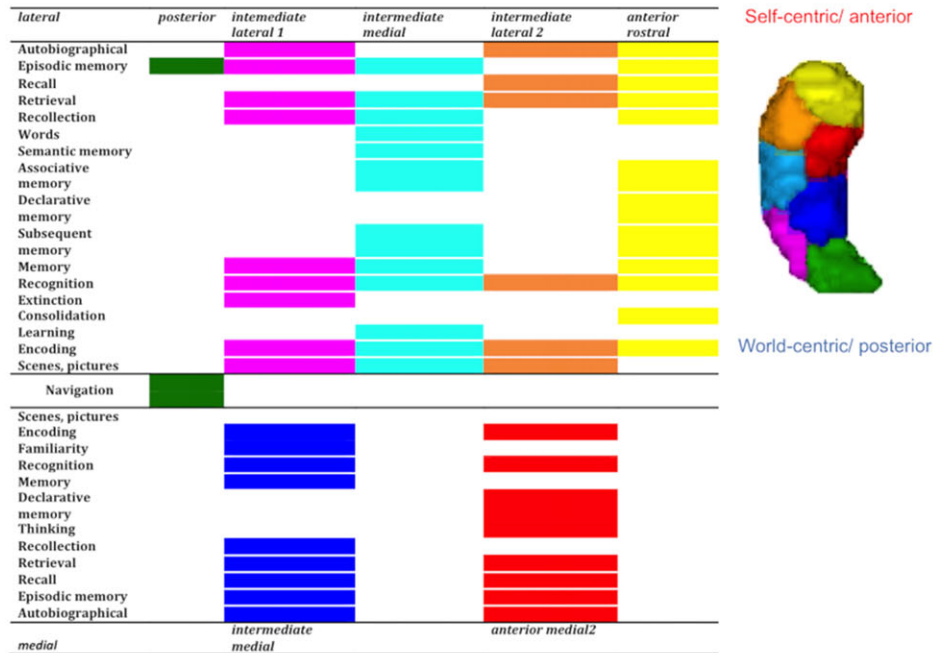 lateral posterior intemediate intermediate intermediate anterior
lateral 1 medial lateral 2 rostral
Autobiographical
Episodic memory
Recall
Retrieval
Recollection
Words
Semantic memory
Associative
memory
Declarative
memory
Subsequent
memory
Memory
Recognition
Extinction
Consolidation
Learning
Encoding
Scenes, pictures
Navigation
Scenes, pictures
Encoding
Familiarity
Recognition
Memory
Declarative
memory
Thinking
Recollection
Retrieval
Recall
Episodic memory
Autobiographical
intermediate anterior medial2
medial medial
Self-centric/ anterior
World-centric/ posterior